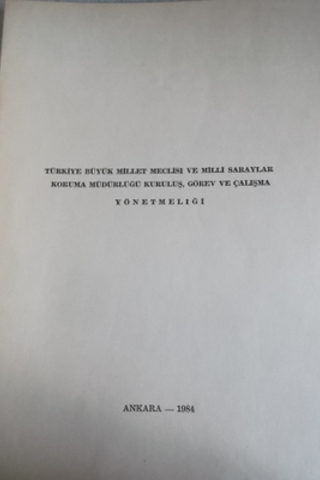 TÜRKİYE BÜYÜK MİLLET MECLİSİ VE MİLLİ SARAYLAR
KORUMA MÜDÜRLÜĞÜ KURULUŞ, GÖREV VE ÇALIŞMA
YÖNETMELİĞİ
ANKARA — 1984